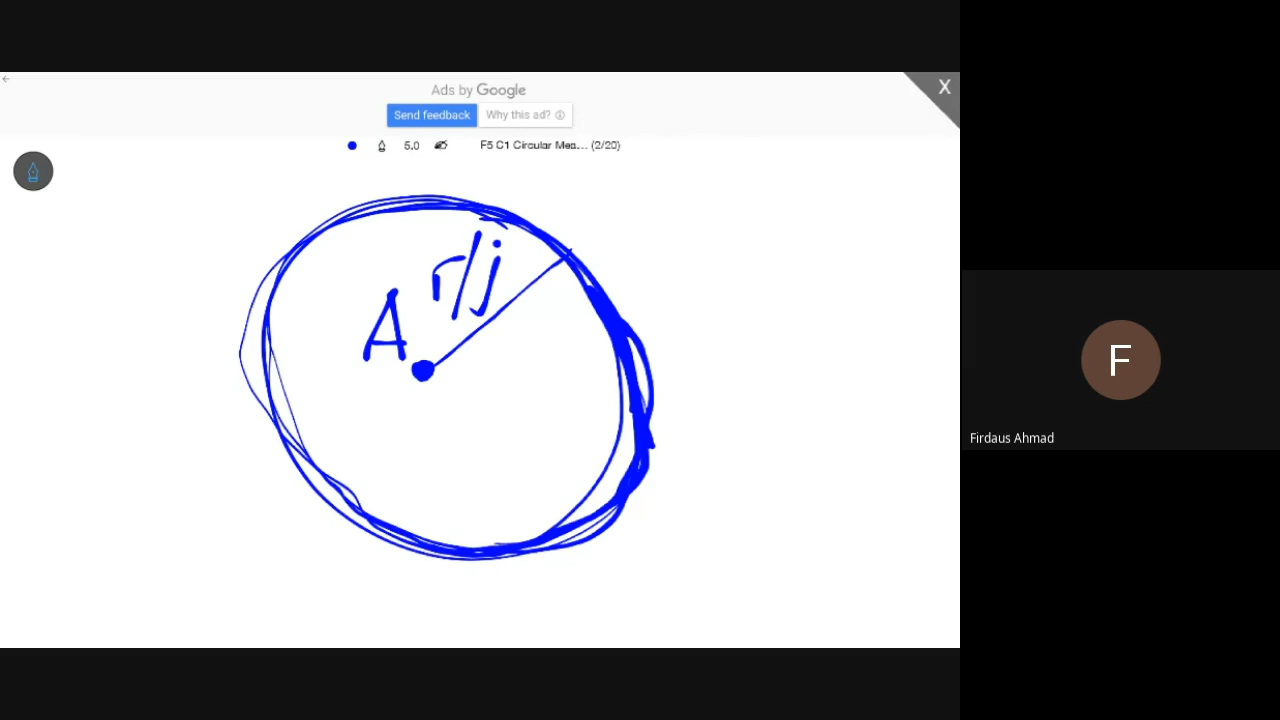 Ads by Google
X
Send feedback
Why this ad?
5.0
F5 C1 Circular Mea... (2/20)
r/j
A
F
Firdaus Ahmad